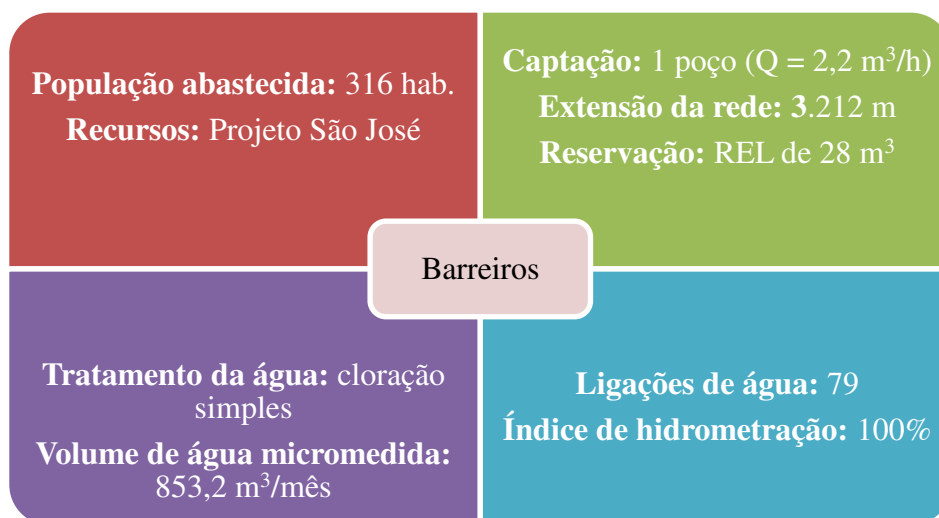 População abastecida: 316 hab.
Recursos: Projeto São José
Captação: 1 poço (Q = 2,2 m³/h)
Extensão da rede: 3.212 m
Reservação: REL de 28 m³
Barreiros
Tratamento da água: cloração
simples
Volume de água micromedida:
853,2 m³/mês
Ligações de água: 79
Índice de hidrometração: 100%